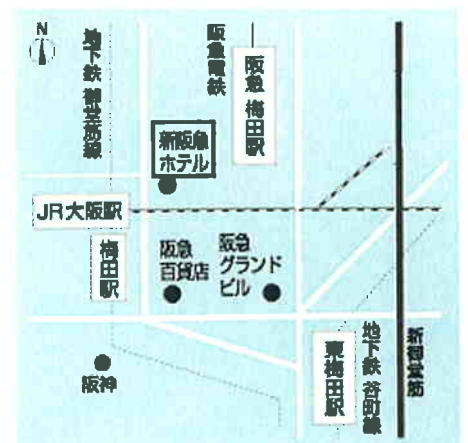 N
地下鉄 御堂筋線
阪急電鉄
阪急 梅田駅
新阪急
ホテル
JR大阪駅
梅田駅
阪急
百貨店
阪急
グランド
ビル
阪神
東梅田駅
地下鉄 谷町線
新御堂筋